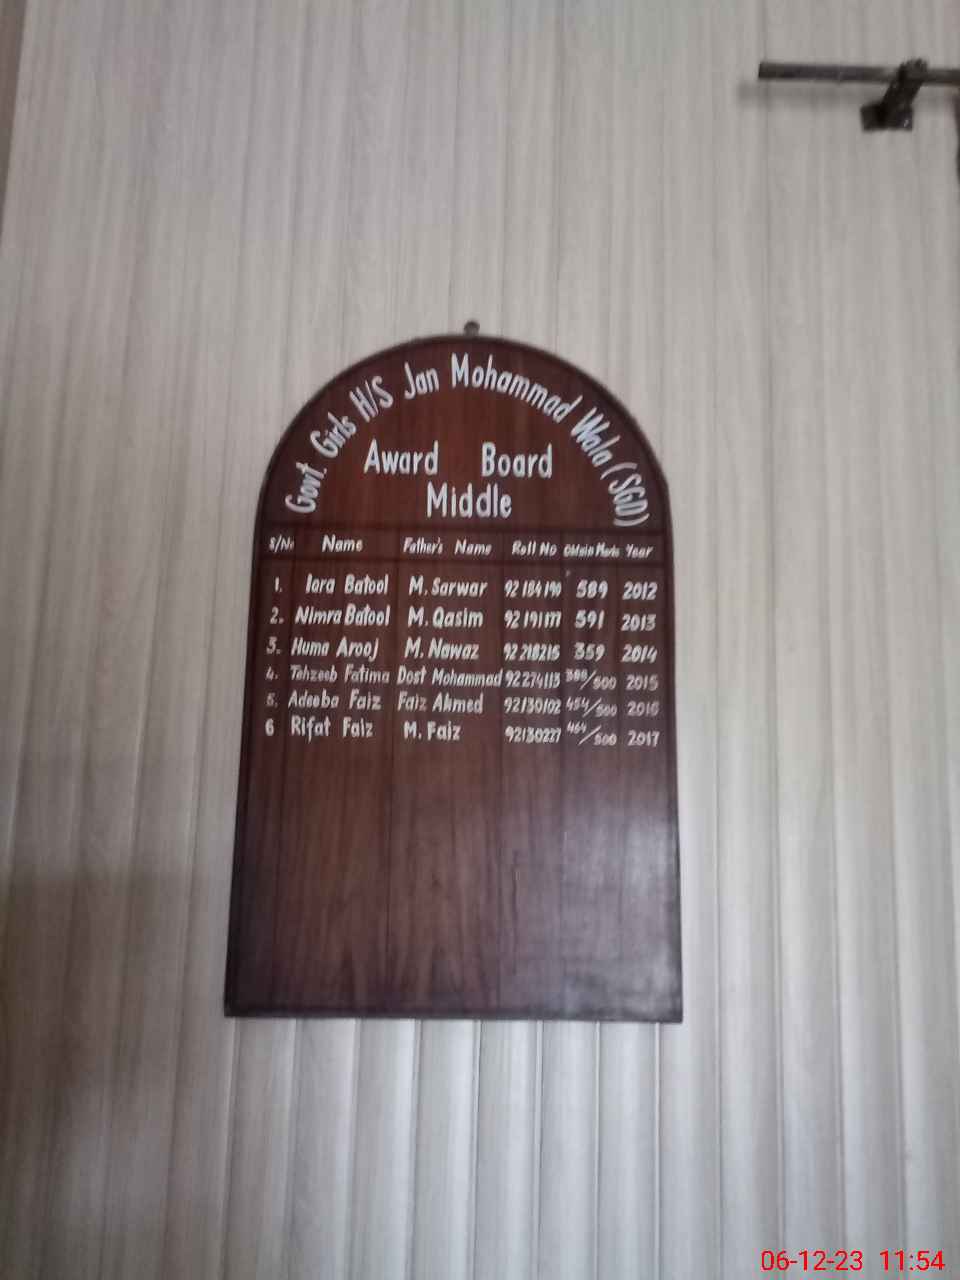 Govt. Girls H/S Jan Mohammad Wala (SGD)
Award Board
Middle
S/No Name Father's Name Roll No Obtain Marks Year
1. Iqra Batool M. Sarwar 92184190 589 2012
2. Nimra Batool M. Qasim 92191177 591 2013
3. Huma Arooj M. Nawaz 92218215 359 2014
4. Tehzeeb Fatima Dost Mohammad 92274113 2015
5. Adeeba Faiz Faiz Ahmed 92130102 454/500 2016
6 Rifat Faiz M. Faiz 92130227 464/500 2017
06-12-23 11:54